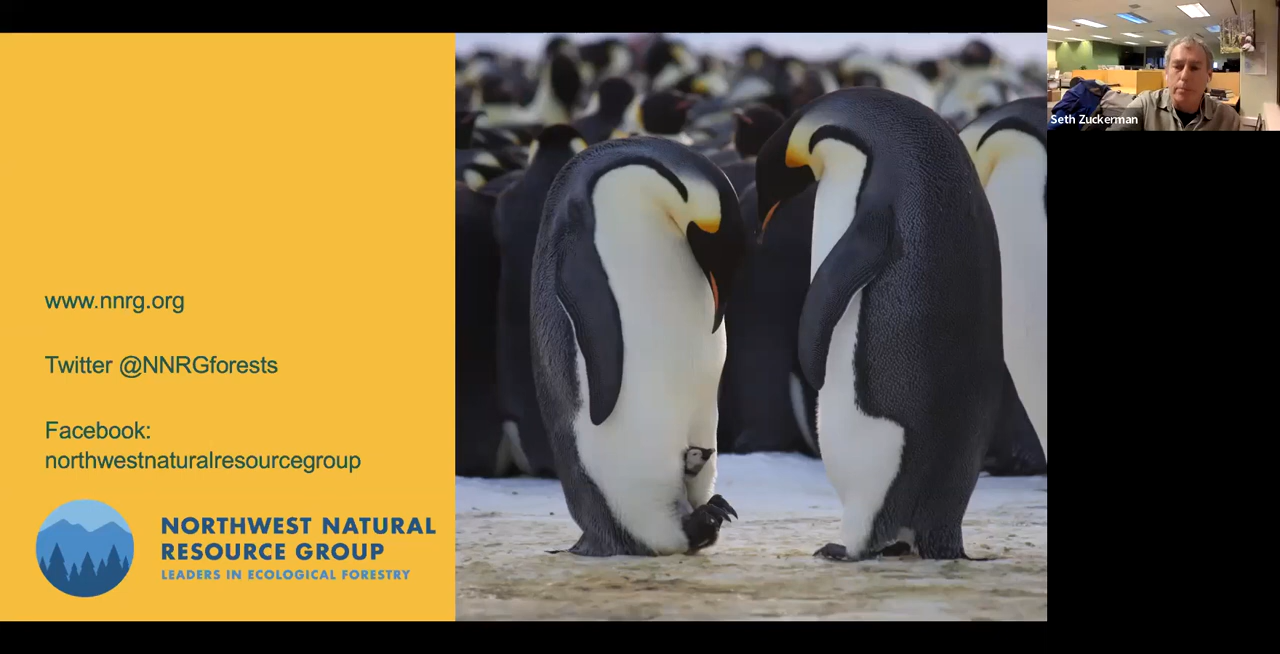 www.nnrg.org
Twitter @NNRGforests
Facebook:
northwestnaturalresourcegroup
NORTHWEST NATURAL
RESOURCE GROUP
LEADERS IN ECOLOGICAL FORESTRY
Seth Zuckerman